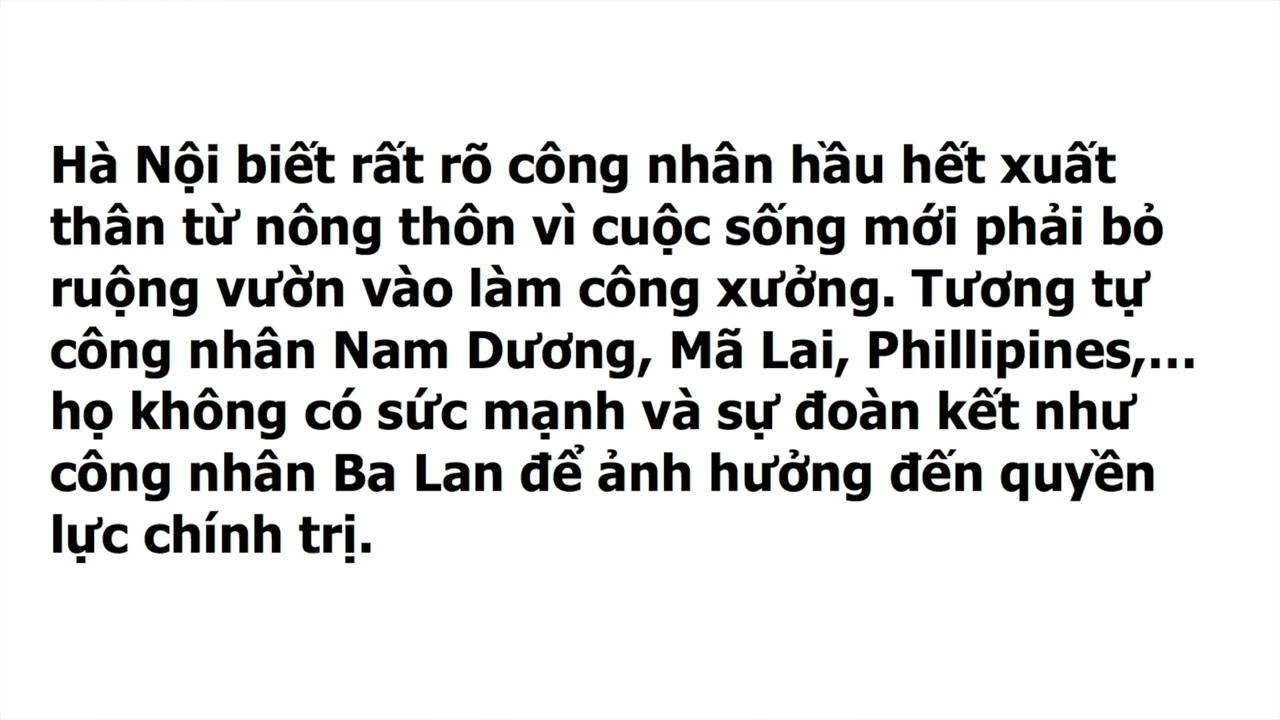 Hà Nội biết rất rõ công nhân hầu hết xuất
thân từ nông thôn vì cuộc sống mới phải bỏ
ruộng vườn vào làm công xưởng. Tương tự
công nhân Nam Dương, Mã Lai, Phillipines,...
họ không có sức mạnh và sự đoàn kết như
công nhân Ba Lan để ảnh hưởng đến quyền
lực chính trị.